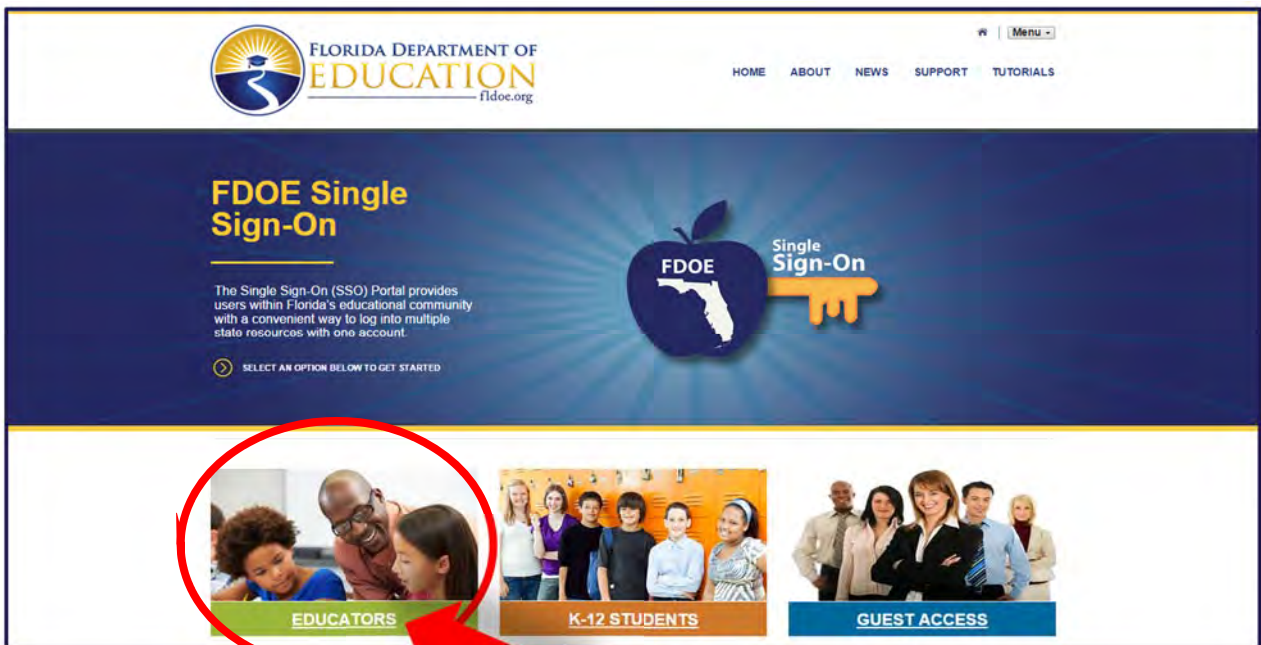 FLORIDA DEPARTMENT OF
EDUCATION
fldoe.org
Menu
HOME ABOUT NEWS SUPPORT TUTORIALS
FDOE Single
Sign-On
The Single Sign-On (SSO) Portal provides
users within Florida's educational community
with a convenient way to log into multiple
state resources with one account.
SELECT AN OPTION BELOW TO GET STARTED
FDOE
Single
Sign-On
EDUCATORS
K-12 STUDENTS
GUEST ACCESS